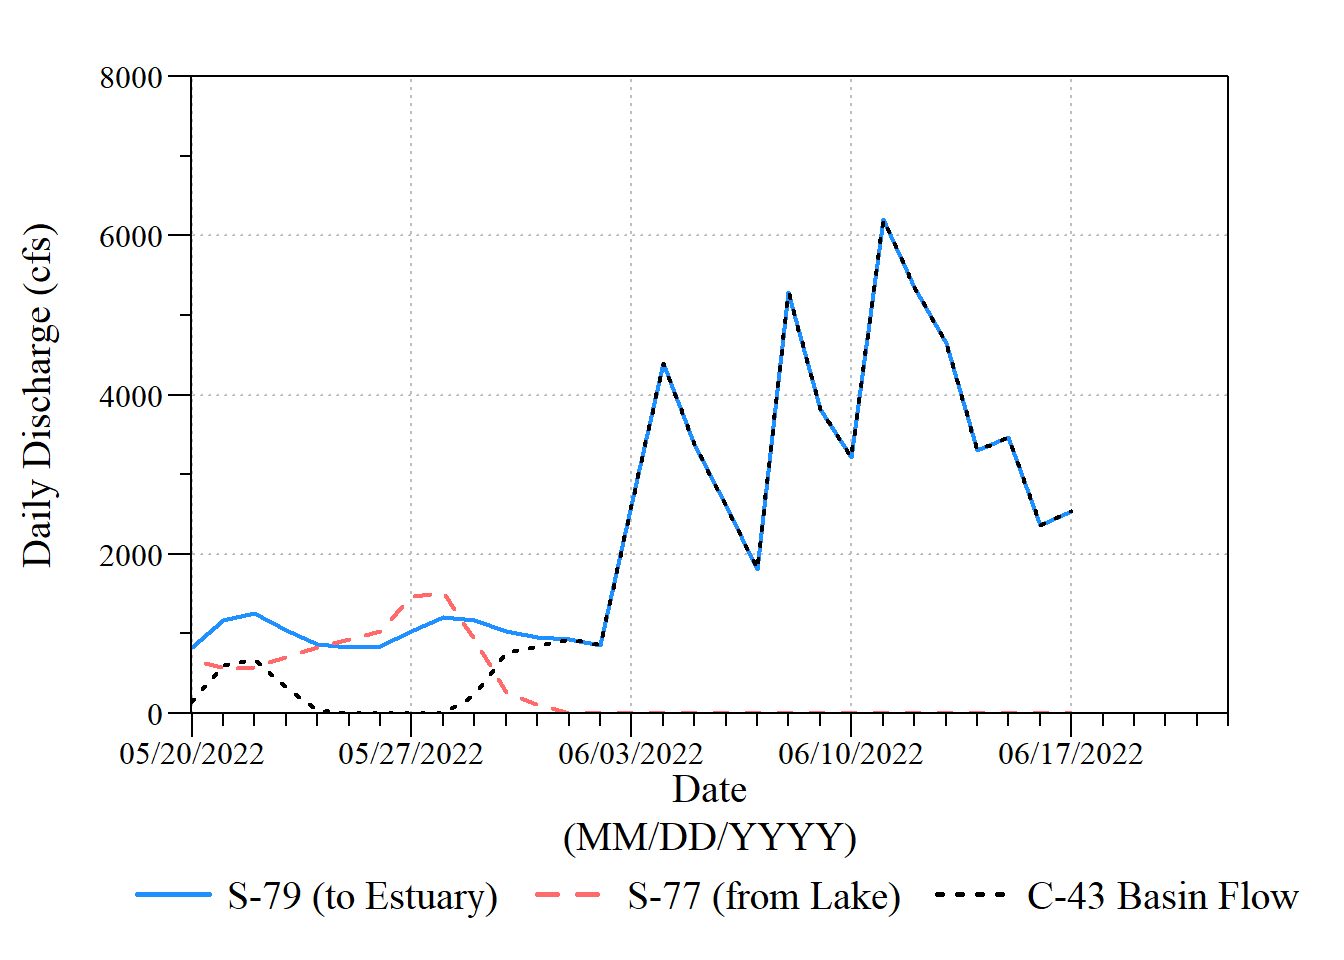 8000
6000
4000
2000
0
Daily Discharge (cfs)
05/20/2022 05/27/2022 06/03/2022 06/10/2022 06/17/2022
Date
(MM/DD/YYYY)
S-79 (to Estuary) S-77 (from Lake) C-43 Basin Flow